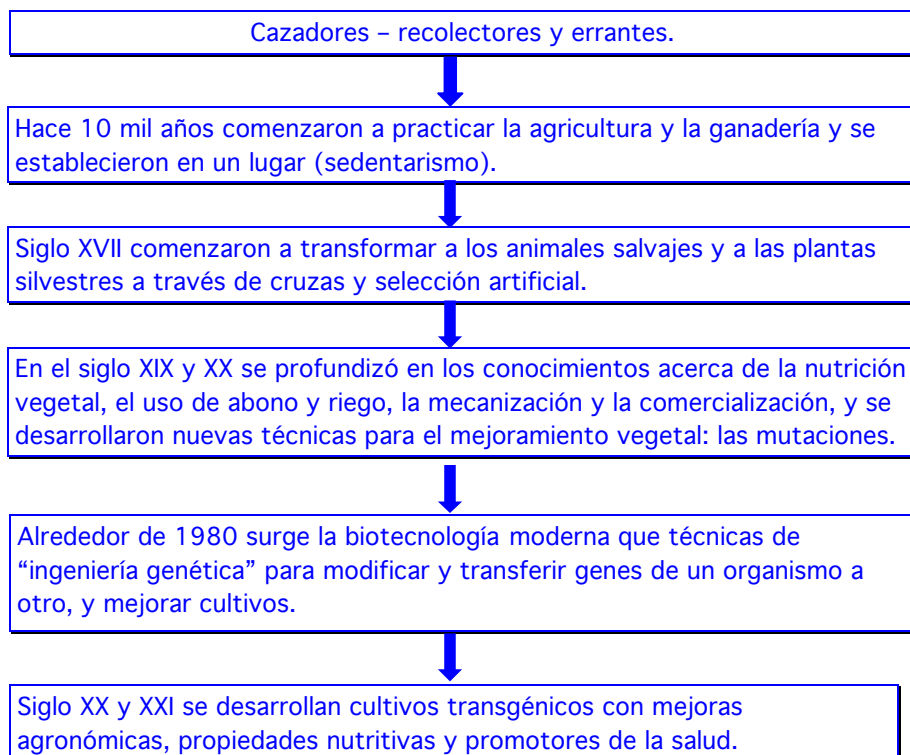 Cazadores – recolectores y errantes.
Hace 10 mil años comenzaron a practicar la agricultura y la ganadería y se
establecieron en un lugar (sedentarismo).
Siglo XVII comenzaron a transformar a los animales salvajes y a las plantas
silvestres a través de cruzas y selección artificial.
En el siglo XIX y XX se profundizó en los conocimientos acerca de la nutrición
vegetal, el uso de abono y riego, la mecanización y la comercialización, y se
desarrollaron nuevas técnicas para el mejoramiento vegetal: las mutaciones.
Alrededor de 1980 surge la biotecnología moderna que técnicas de
“ingeniería genética” para modificar y transferir genes de un organismo a
otro, y mejorar cultivos.
Siglo XX y XXI se desarrollan cultivos transgénicos con mejoras
agronómicas, propiedades nutritivas y promotores de la salud.